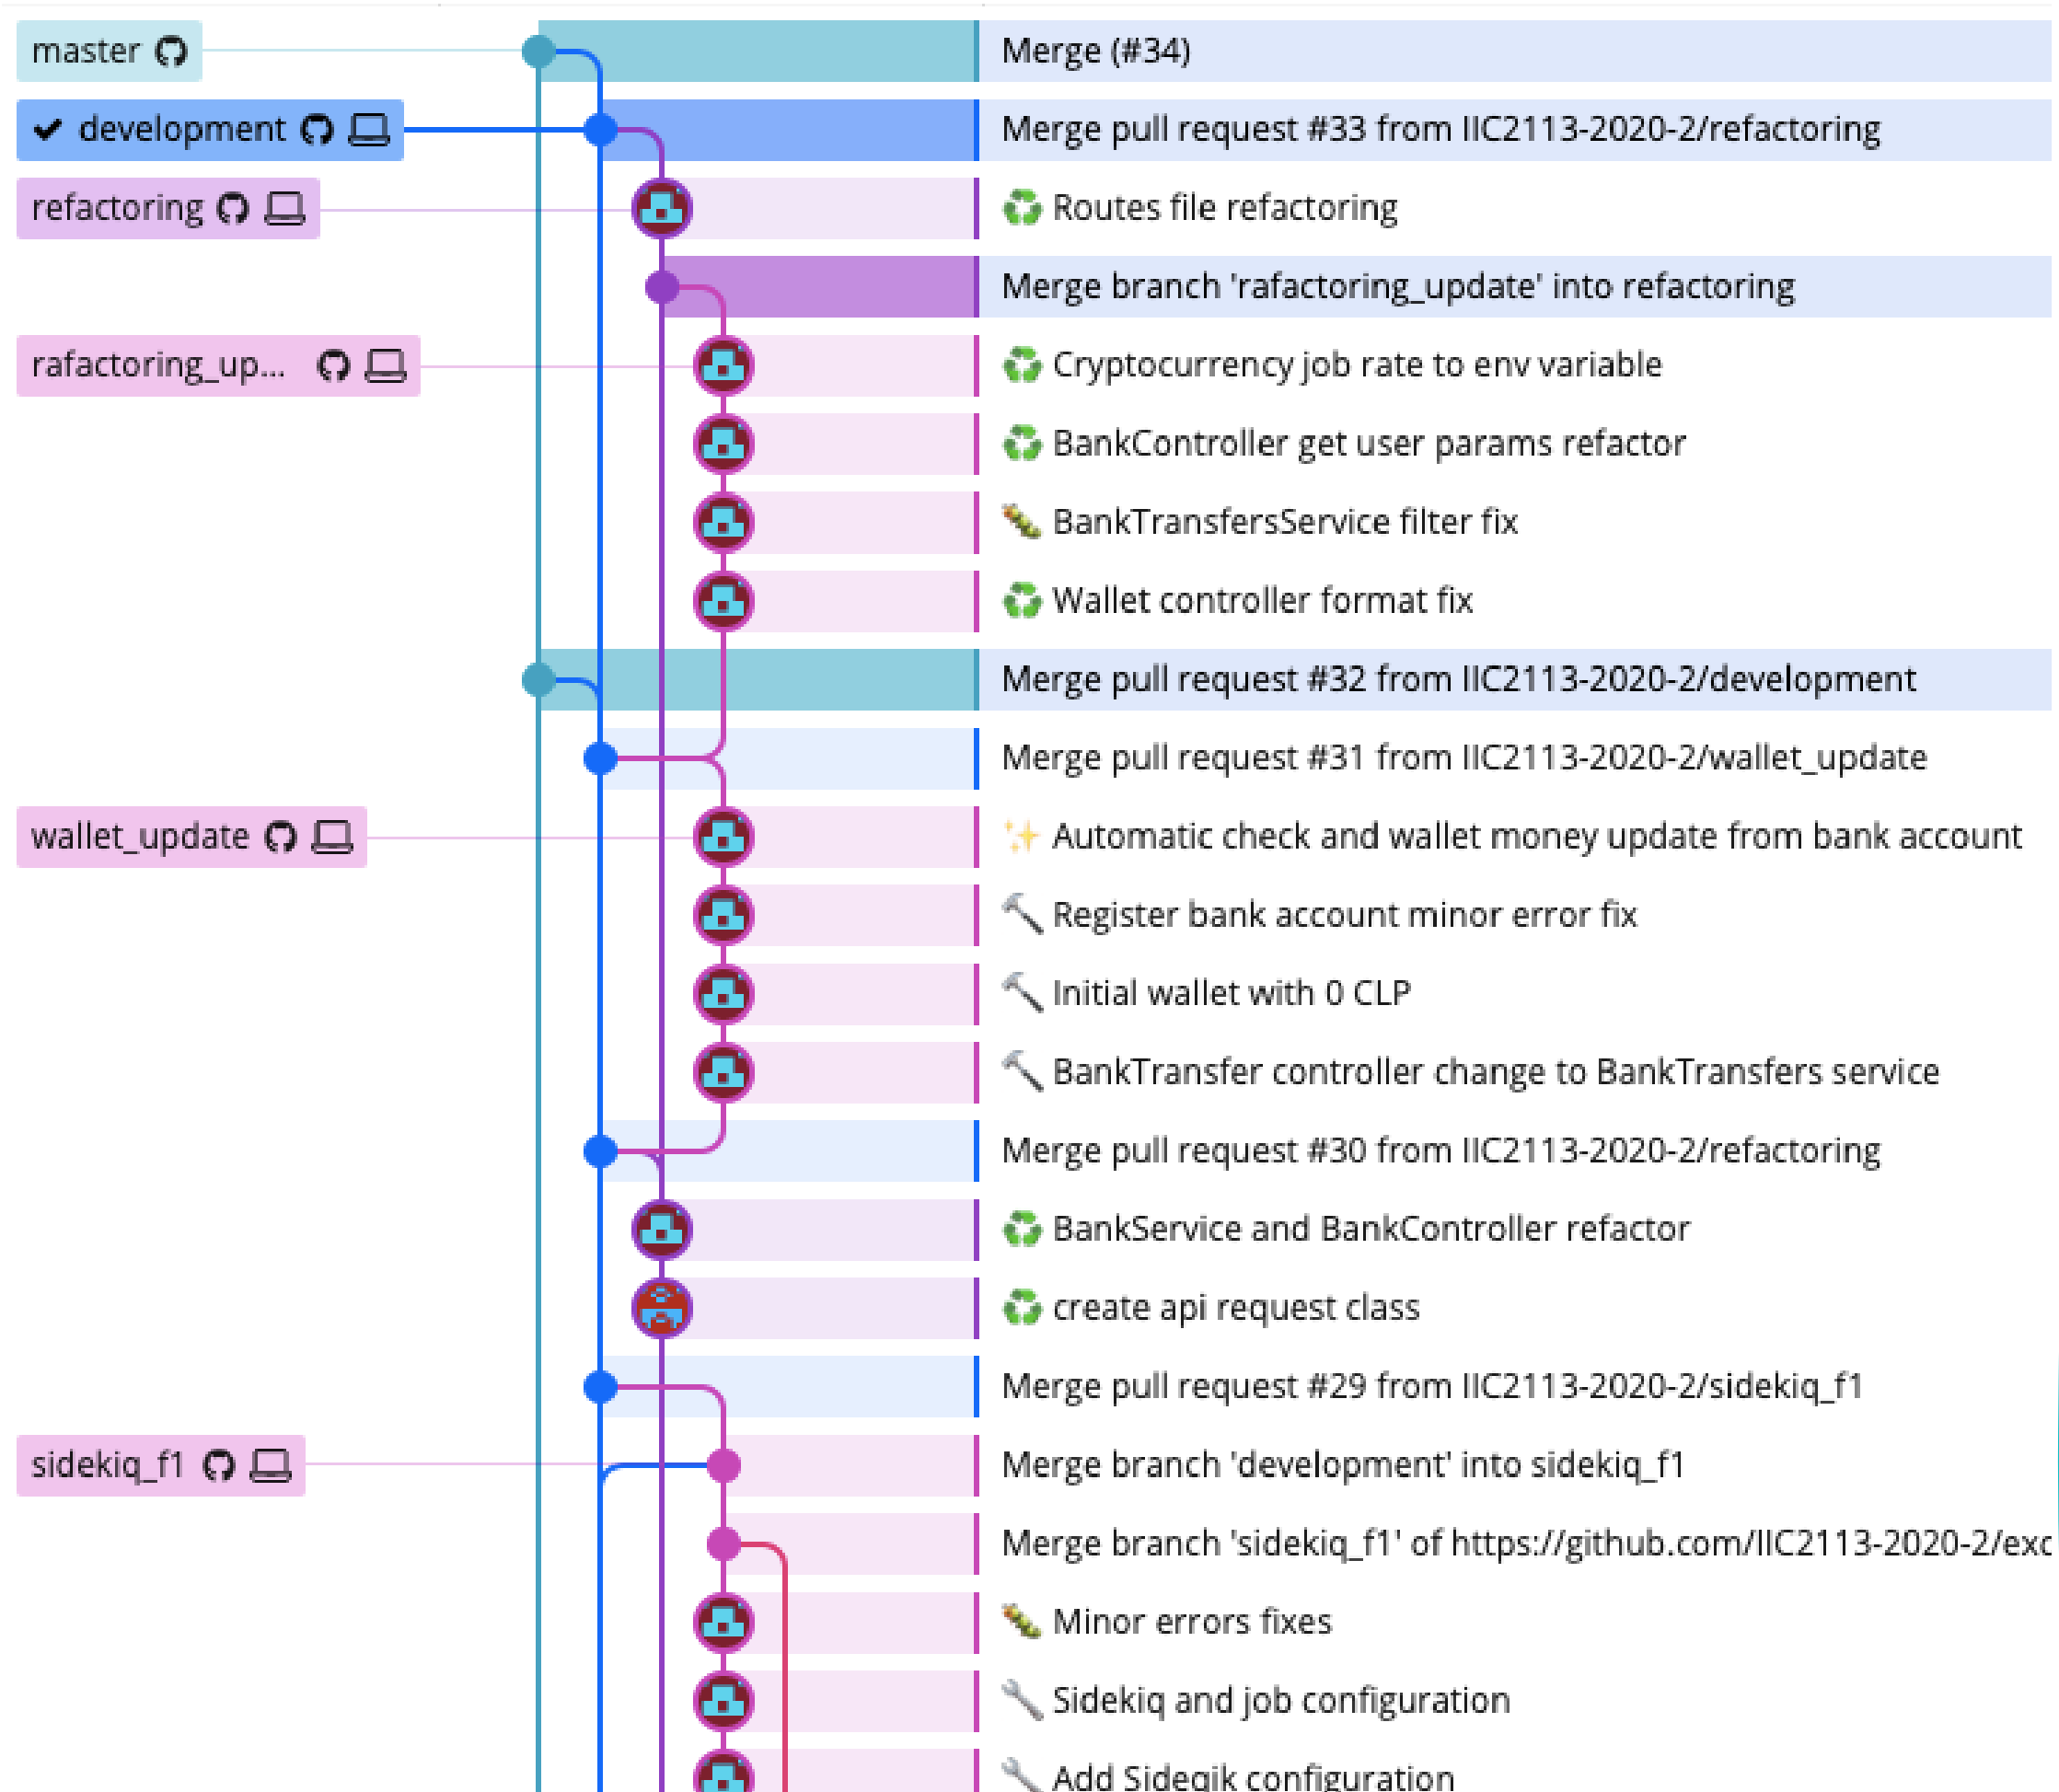 master
Merge (#34)
development
Merge pull request #33 from IIC2113-2020-2/refactoring
refactoring
Routes file refactoring
Merge branch 'rafactoring_update' into refactoring
rafactoring_up...
Cryptocurrency job rate to env variable
BankController get user params refactor
BankTransfersService filter fix
Wallet controller format fix
Merge pull request #32 from IIC2113-2020-2/development
Merge pull request #31 from IIC2113-2020-2/wallet_update
wallet_update
Automatic check and wallet money update from bank account
Register bank account minor error fix
Initial wallet with 0 CLP
BankTransfer controller change to BankTransfers service
Merge pull request #30 from IIC2113-2020-2/refactoring
BankService and BankController refactor
create api request class
Merge pull request #29 from IIC2113-2020-2/sidekiq_f1
sidekiq_f1
Merge branch 'development' into sidekiq_f1
Merge branch 'sidekiq_f1' of https://github.com/IIC2113-2020-2/exc
Minor errors fixes
Sidekiq and job configuration
Add Sideqik configuration